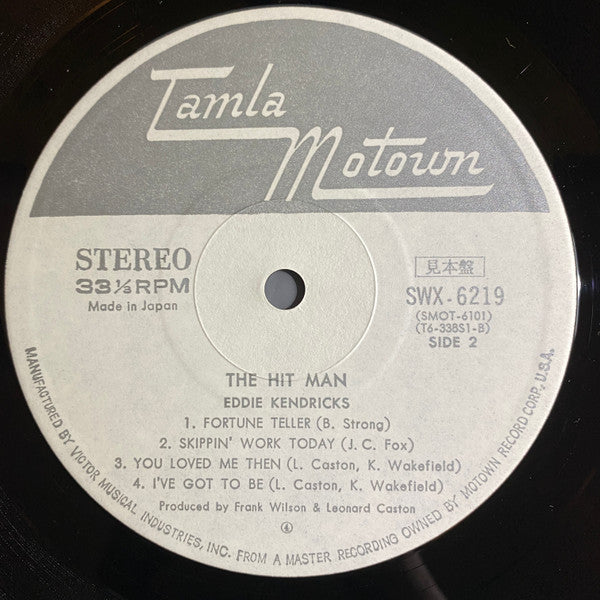 Tamla
Motown
STEREO
33⅓RPM
Made in Japan
見本盤
SWX-6219
(SMOT-6101)
(T6-338S1-B)
SIDE 2
THE HIT MAN
EDDIE KENDRICKS
1. FORTUNE TELLER (B. Strong)
2. SKIPPIN' WORK TODAY (J. C. Fox)
3. YOU LOVED ME THEN (L. Caston, K. Wakefield)
4. I'VE GOT TO BE (L. Caston, K. Wakefield)
Produced by Frank Wilson & Leonard Caston
④
MANUFACTURED BY VICTOR MUSICAL INDUSTRIES, INC. FROM A MASTER RECORDING OWNED BY MOTOWN RECORD CORP. U.S.A.